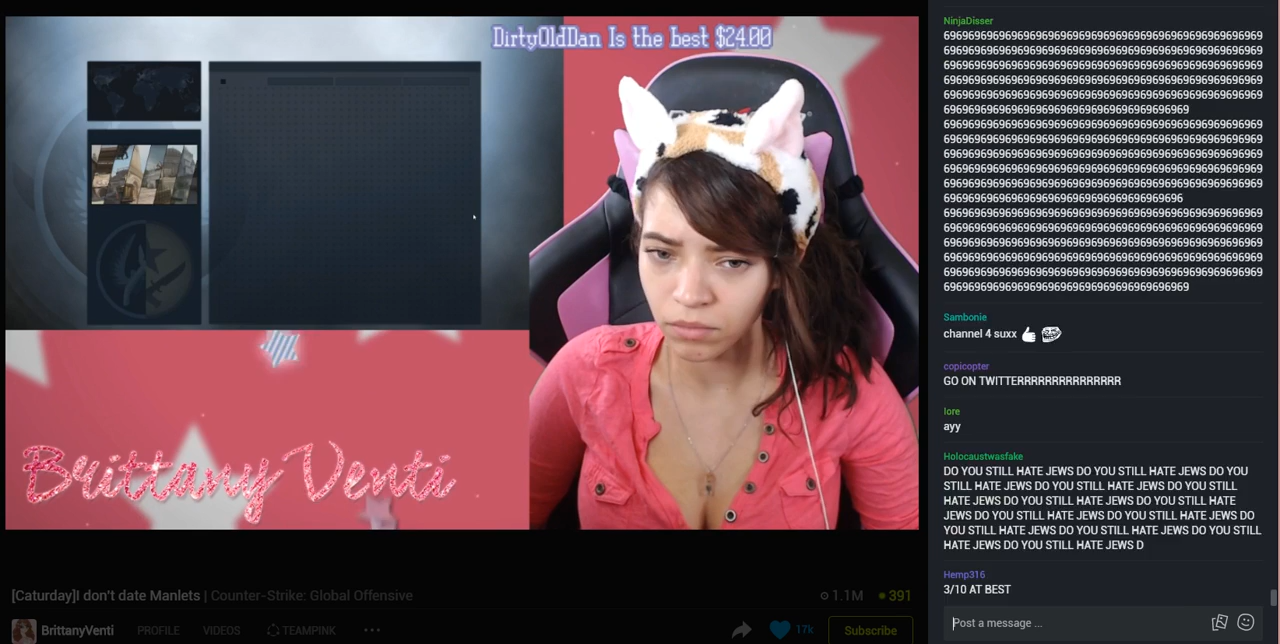 DirtyOldDan Is the best $24.00
Brittany Venti
[Caturday]I don't date Manlets | Counter-Strike: Global Offensive
1.1M 391
BrittanyVenti PROFILE VIDEOS TEAMPINK
17k Subscribe
NinjaDisser
6969696969696969696969696969696969696969696969696969
6969696969696969696969696969696969696969696969696969
6969696969696969696969696969696969696969696969696969
6969696969696969696969696969696969696969696969696969
6969696969696969696969696969696969696969696969696969
6969696969696969696969696969696969696969
6969696969696969696969696969696969696969696969696969
6969696969696969696969696969696969696969696969696969
6969696969696969696969696969696969696969696969696969
6969696969696969696969696969696969696969696969696969
6969696969696969696969696969696969696969696969696969
696969696969696969696969696969696969696
6969696969696969696969696969696969696969696969696969
6969696969696969696969696969696969696969696969696969
6969696969696969696969696969696969696969696969696969
6969696969696969696969696969696969696969696969696969
6969696969696969696969696969696969696969696969696969
6969696969696969696969696969696969696969
Sambonie
channel 4 suxx
copicopter
GO ON TWITTERRRRRRRRRRRRRRR
lore
ayy
Holocaustwasfake
DO YOU STILL HATE JEWS DO YOU STILL HATE JEWS DO YOU
STILL HATE JEWS DO YOU STILL HATE JEWS DO YOU STILL
HATE JEWS DO YOU STILL HATE JEWS DO YOU STILL HATE
JEWS DO YOU STILL HATE JEWS DO YOU STILL HATE JEWS DO
YOU STILL HATE JEWS DO YOU STILL HATE JEWS DO YOU STILL
HATE JEWS DO YOU STILL HATE JEWS D
Hemp316
3/10 AT BEST
Post a message ...